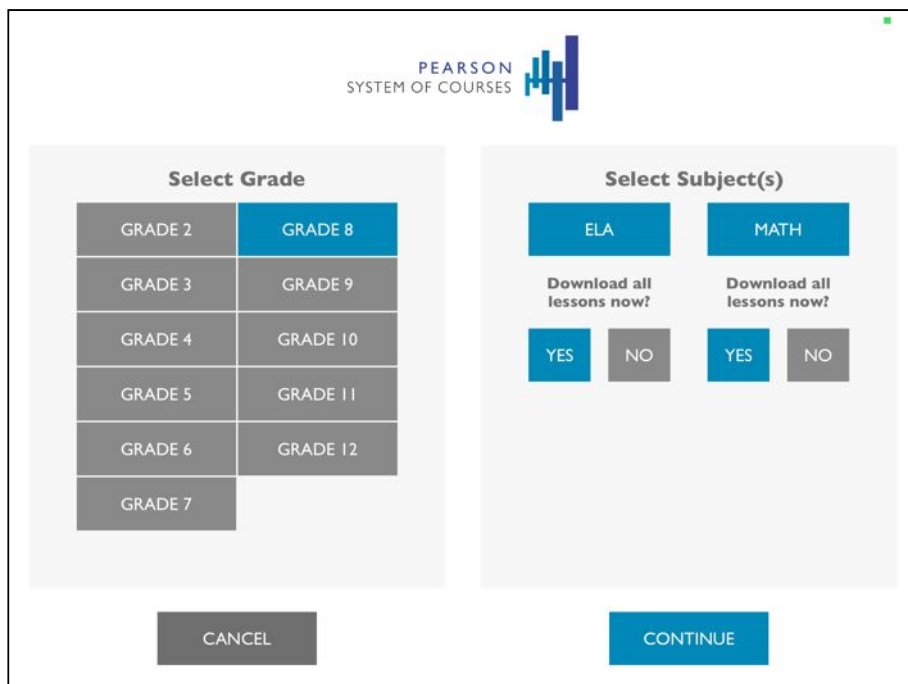 PEARSON
SYSTEM OF COURSES
Select Grade
GRADE 2
GRADE 8
GRADE 3
GRADE 9
GRADE 4
GRADE 10
GRADE 5
GRADE 11
GRADE 6
GRADE 12
GRADE 7
Select Subject(s)
ELA
MATH
Download all
lessons now?
Download all
lessons now?
YES
NO
YES
NO
CANCEL
CONTINUE